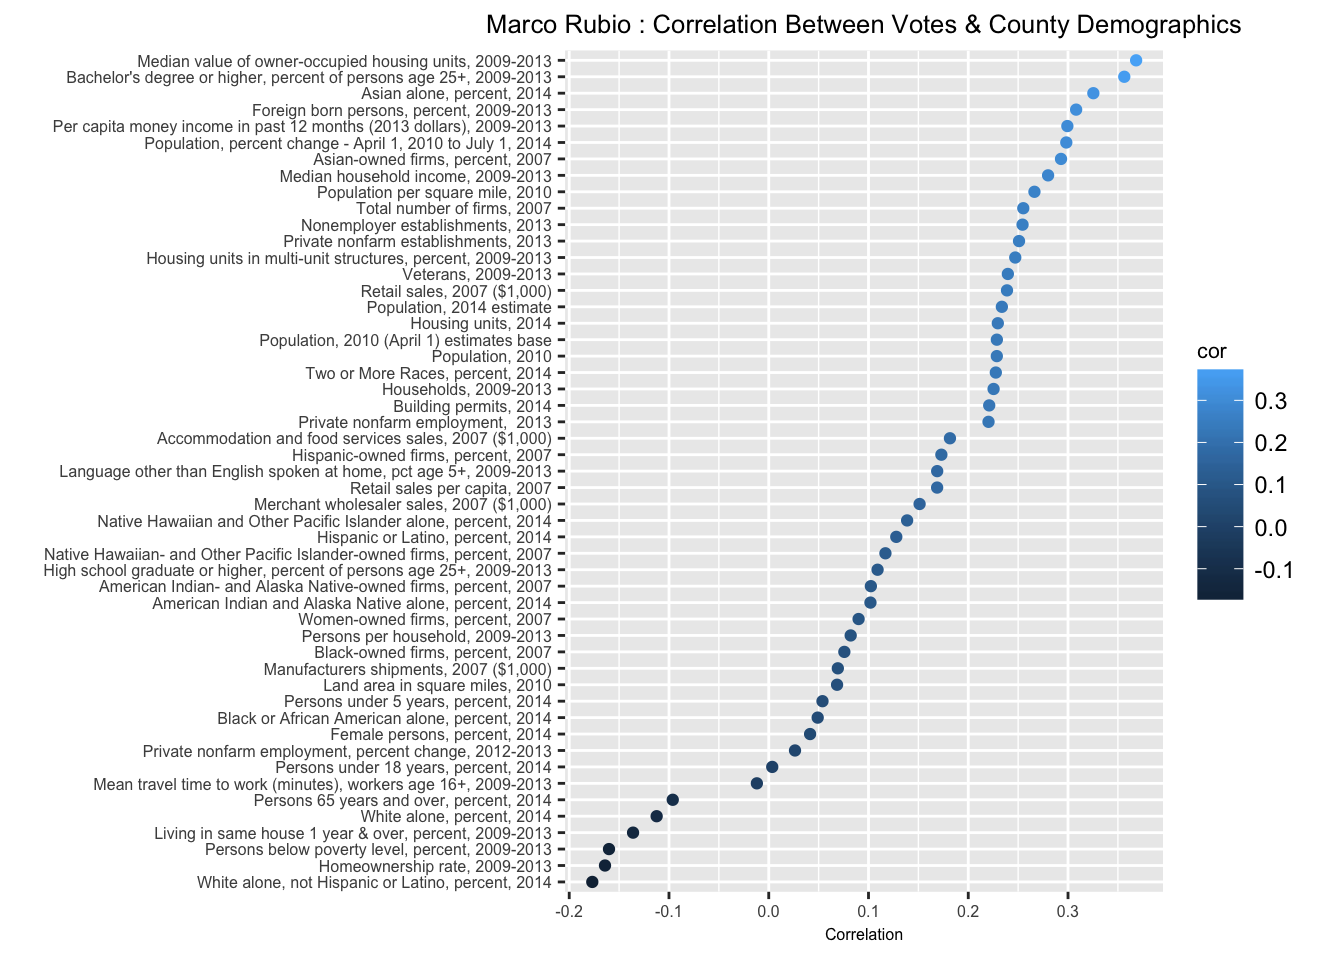 Marco Rubio : Correlation Between Votes & County Demographics
Median value of owner-occupied housing units, 2009-2013
Bachelor's degree or higher, percent of persons age 25+, 2009-2013
Asian alone, percent, 2014
Foreign born persons, percent, 2009-2013
Per capita money income in past 12 months (2013 dollars), 2009-2013
Population, percent change - April 1, 2010 to July 1, 2014
Asian-owned firms, percent, 2007
Median household income, 2009-2013
Population per square mile, 2010
Total number of firms, 2007
Nonemployer establishments, 2013
Private nonfarm establishments, 2013
Housing units in multi-unit structures, percent, 2009-2013
Veterans, 2009-2013
Retail sales, 2007 ($1,000)
Population, 2014 estimate
Housing units, 2014
Population, 2010 (April 1) estimates base
Population, 2010
Two or More Races, percent, 2014
Households, 2009-2013
Building permits, 2014
Private nonfarm employment,  2013
Accommodation and food services sales, 2007 ($1,000)
Hispanic-owned firms, percent, 2007
Language other than English spoken at home, pct age 5+, 2009-2013
Retail sales per capita, 2007
Merchant wholesaler sales, 2007 ($1,000)
Native Hawaiian and Other Pacific Islander alone, percent, 2014
Hispanic or Latino, percent, 2014
Native Hawaiian- and Other Pacific Islander-owned firms, percent, 2007
High school graduate or higher, percent of persons age 25+, 2009-2013
American Indian- and Alaska Native-owned firms, percent, 2007
American Indian and Alaska Native alone, percent, 2014
Women-owned firms, percent, 2007
Persons per household, 2009-2013
Black-owned firms, percent, 2007
Manufacturers shipments, 2007 ($1,000)
Land area in square miles, 2010
Persons under 5 years, percent, 2014
Black or African American alone, percent, 2014
Female persons, percent, 2014
Private nonfarm employment, percent change, 2012-2013
Persons under 18 years, percent, 2014
Mean travel time to work (minutes), workers age 16+, 2009-2013
Persons 65 years and over, percent, 2014
White alone, percent, 2014
Living in same house 1 year & over, percent, 2009-2013
Persons below poverty level, percent, 2009-2013
Homeownership rate, 2009-2013
White alone, not Hispanic or Latino, percent, 2014
-0.2 -0.1 0.0 0.1 0.2 0.3
Correlation
cor
0.3
0.2
0.1
0.0
-0.1